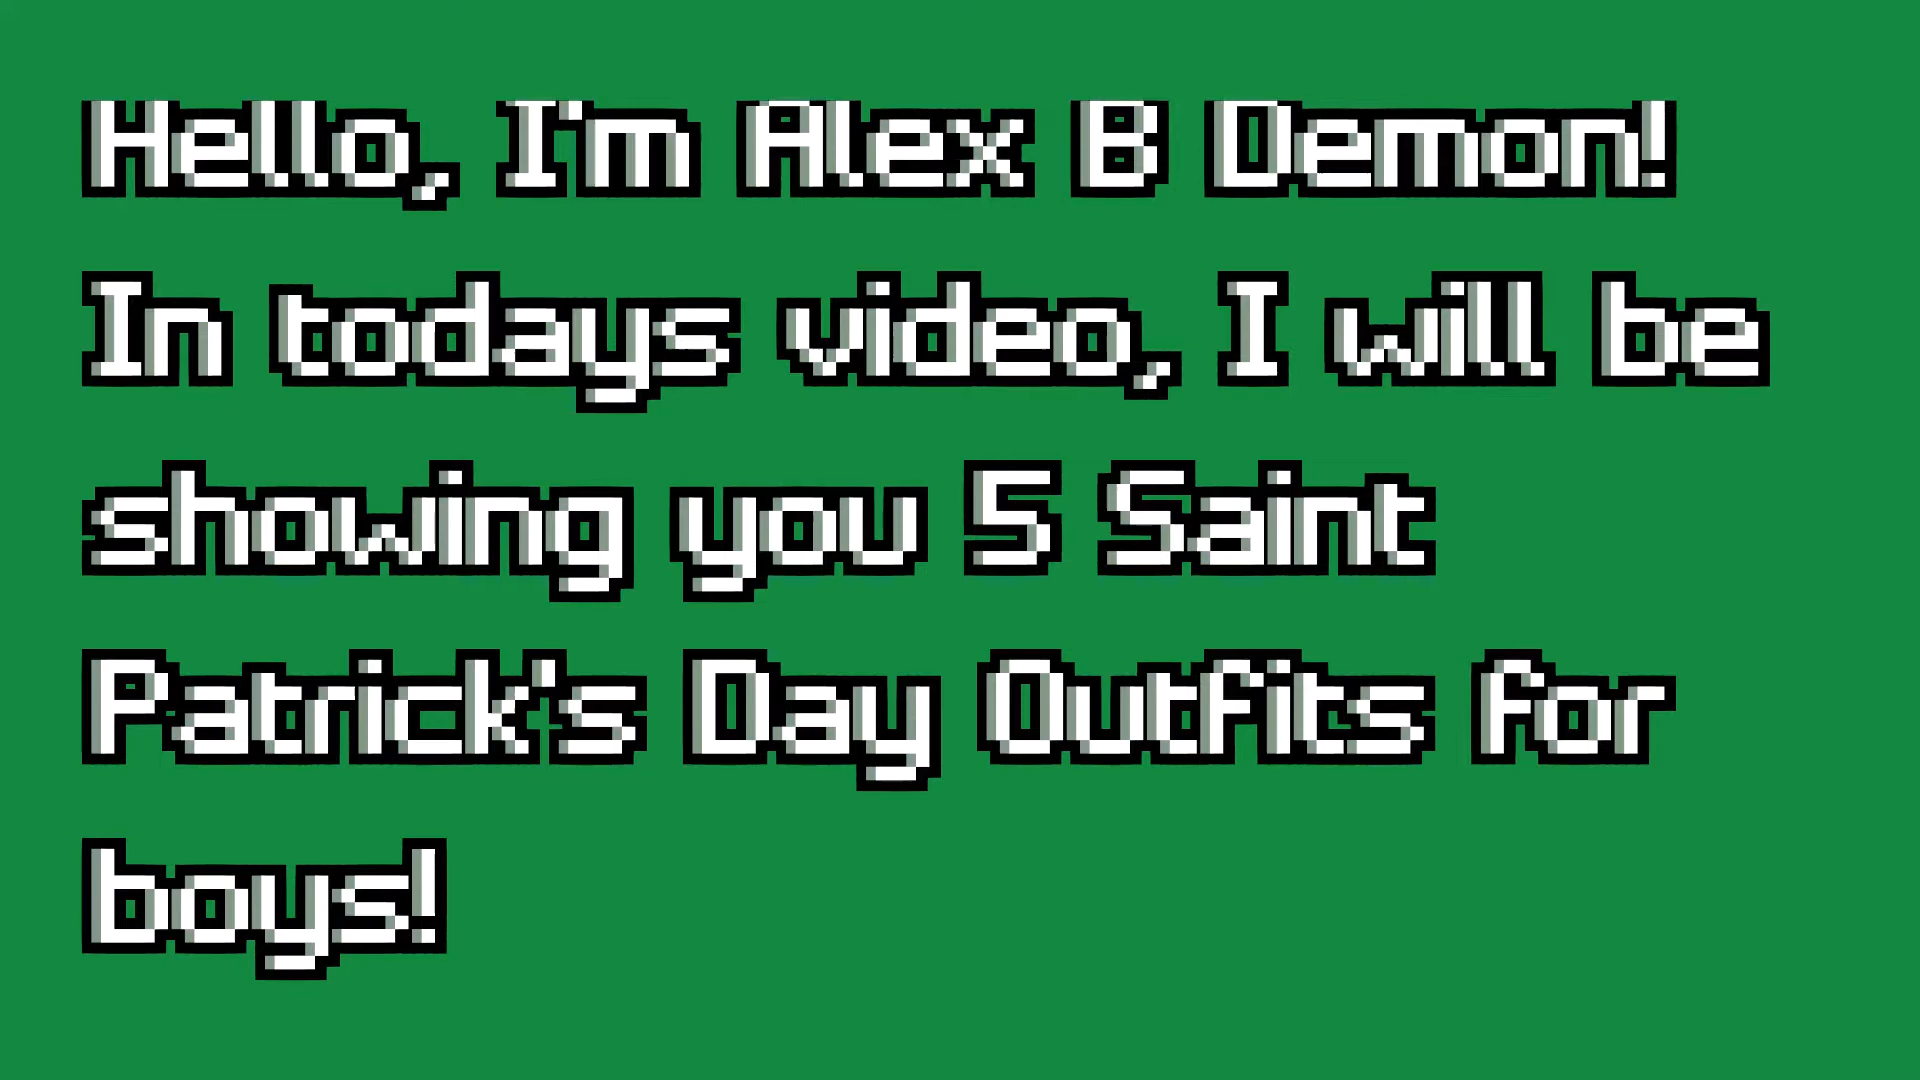 Hello, I'm Alex B Demon!
In todays video, I will be
showing you 5 Saint
Patrick's Day Outfits for
boys!